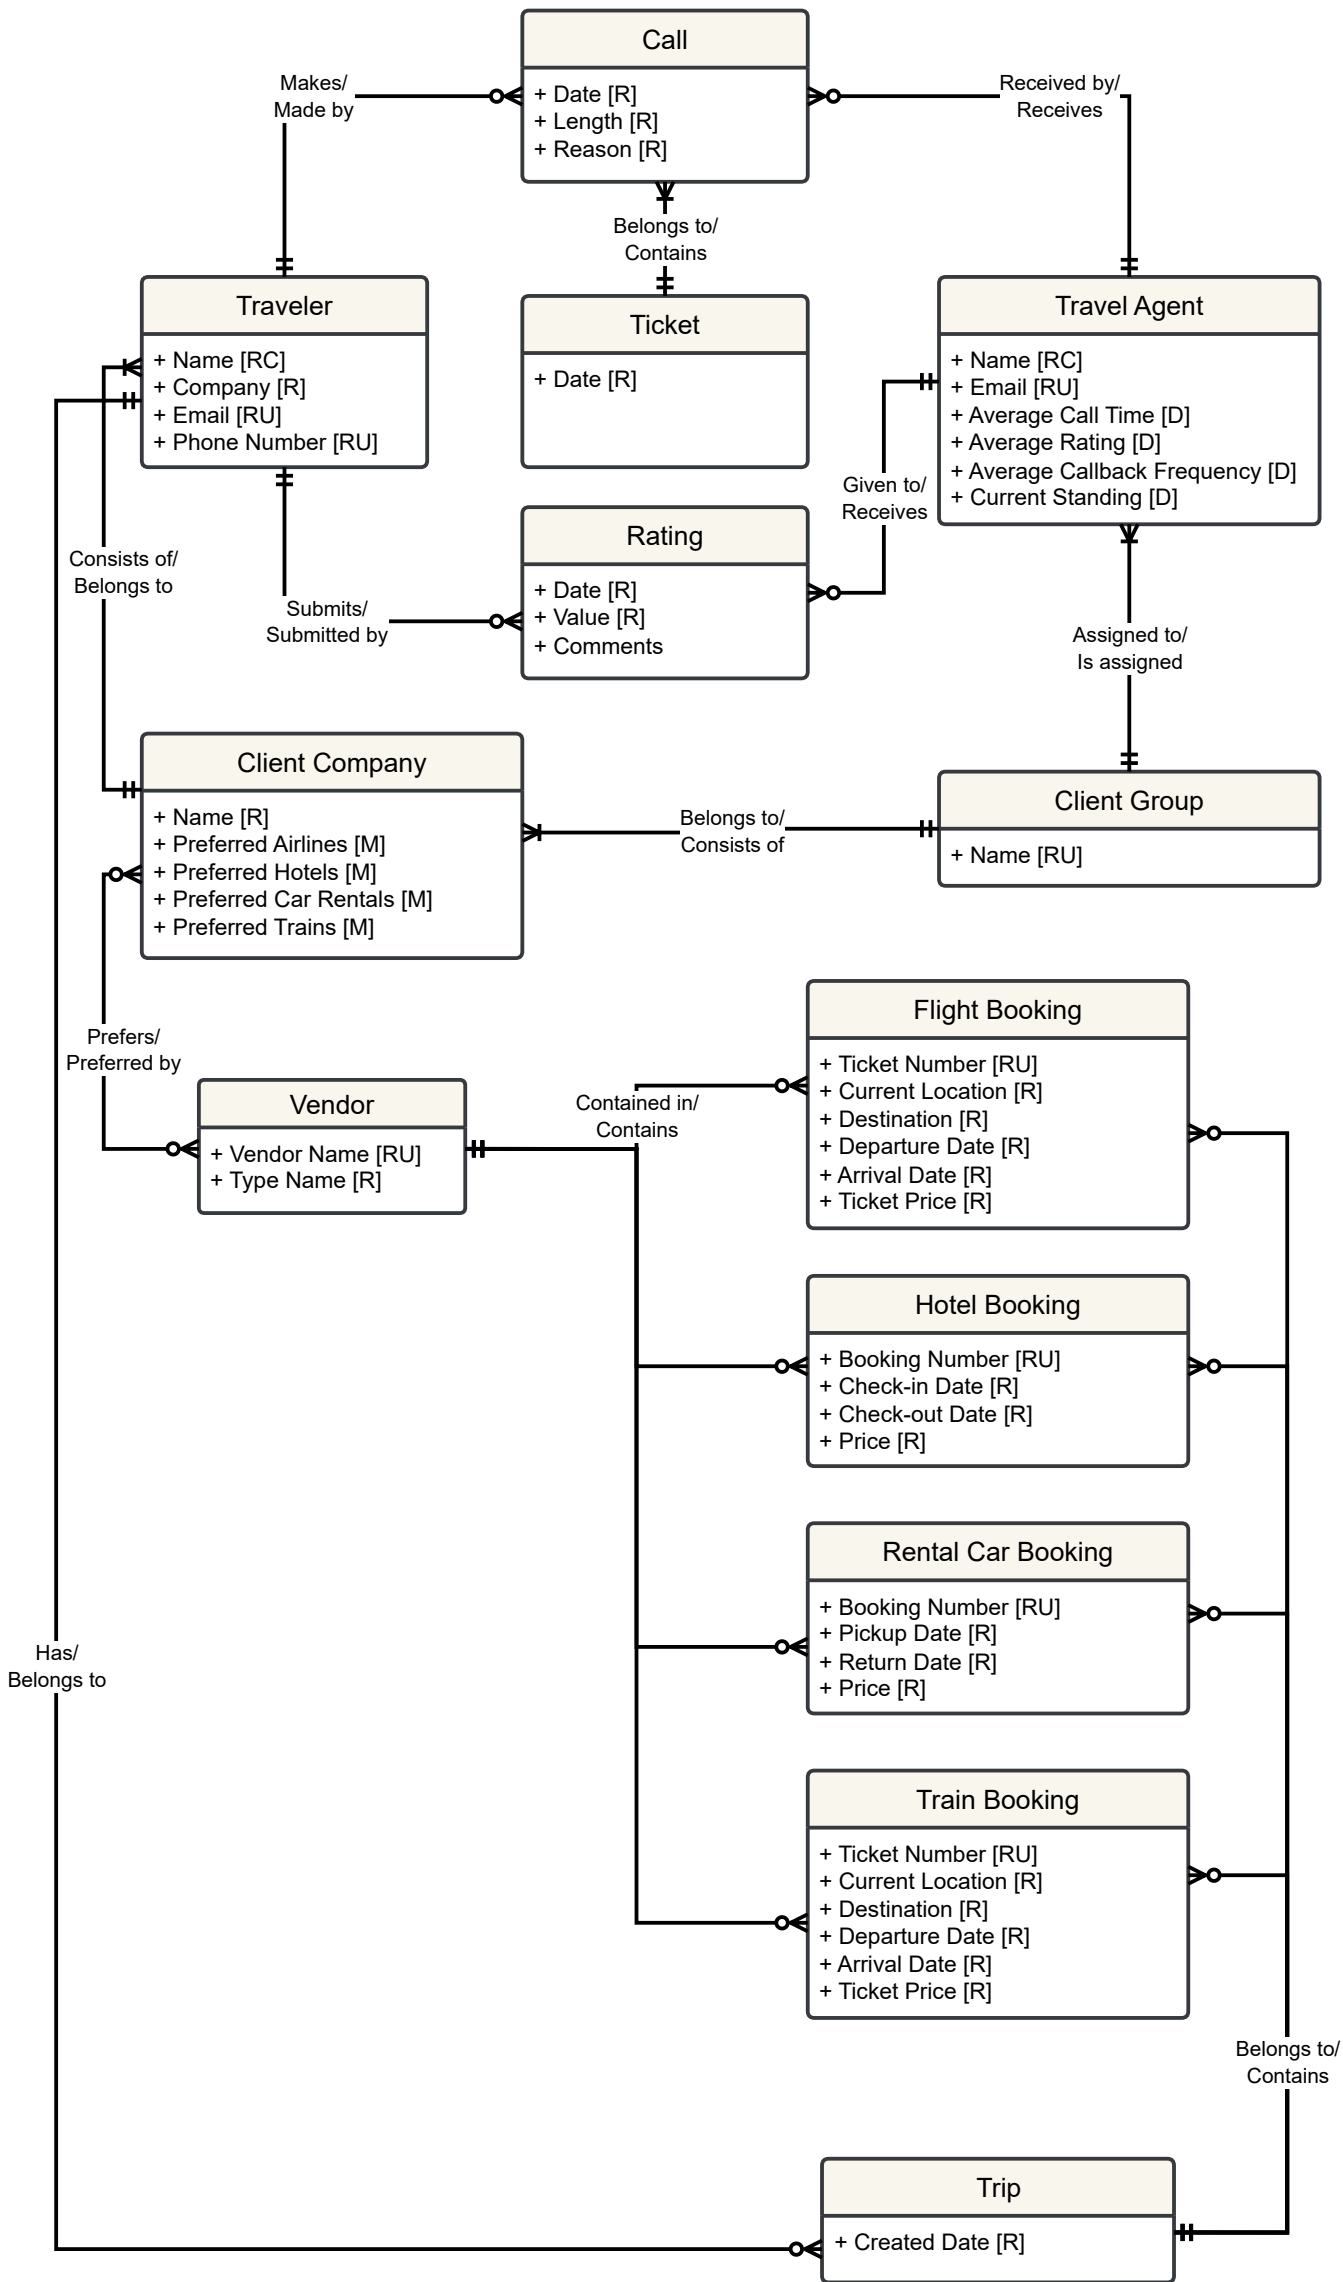 Call
+ Date [R]
+ Length [R]
+ Reason [R]
Makes/
Made by
Received by/
Receives
Belongs to/
Contains
Traveler
+ Name [RC]
+ Company [R]
+ Email [RU]
+ Phone Number [RU]
Ticket
+ Date [R]
Travel Agent
+ Name [RC]
+ Email [RU]
+ Average Call Time [D]
+ Average Rating [D]
+ Average Callback Frequency [D]
+ Current Standing [D]
Given to/
Receives
Rating
+ Date [R]
+ Value [R]
+ Comments
Consists of/
Belongs to
Submits/
Submitted by
Assigned to/
Is assigned
Client Company
+ Name [R]
+ Preferred Airlines [M]
+ Preferred Hotels [M]
+ Preferred Car Rentals [M]
+ Preferred Trains [M]
Belongs to/
Consists of
Client Group
+ Name [RU]
Prefers/
Preferred by
Vendor
+ Vendor Name [RU]
+ Type Name [R]
Contained in/
Contains
Flight Booking
+ Ticket Number [RU]
+ Current Location [R]
+ Destination [R]
+ Departure Date [R]
+ Arrival Date [R]
+ Ticket Price [R]
Hotel Booking
+ Booking Number [RU]
+ Check-in Date [R]
+ Check-out Date [R]
+ Price [R]
Rental Car Booking
+ Booking Number [RU]
+ Pickup Date [R]
+ Return Date [R]
+ Price [R]
Has/
Belongs to
Train Booking
+ Ticket Number [RU]
+ Current Location [R]
+ Destination [R]
+ Departure Date [R]
+ Arrival Date [R]
+ Ticket Price [R]
Belongs to/
Contains
Trip
+ Created Date [R]